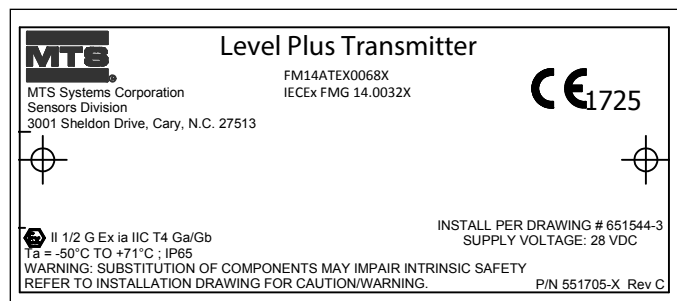 MTS
®
Level Plus Transmitter
FM14ATEX0068X
IECEx FMG 14.0032X
MTS Systems Corporation
Sensors Division
3001 Sheldon Drive, Cary, N.C. 27513
CE 1725
Ex II 1/2 G Ex ia IIC T4 Ga/Gb
Ta = -50°C TO +71°C ; IP65
INSTALL PER DRAWING # 651544-3
SUPPLY VOLTAGE: 28 VDC
WARNING: SUBSTITUTION OF COMPONENTS MAY IMPAIR INTRINSIC SAFETY
REFER TO INSTALLATION DRAWING FOR CAUTION/WARNING.
P/N 551705-X Rev C